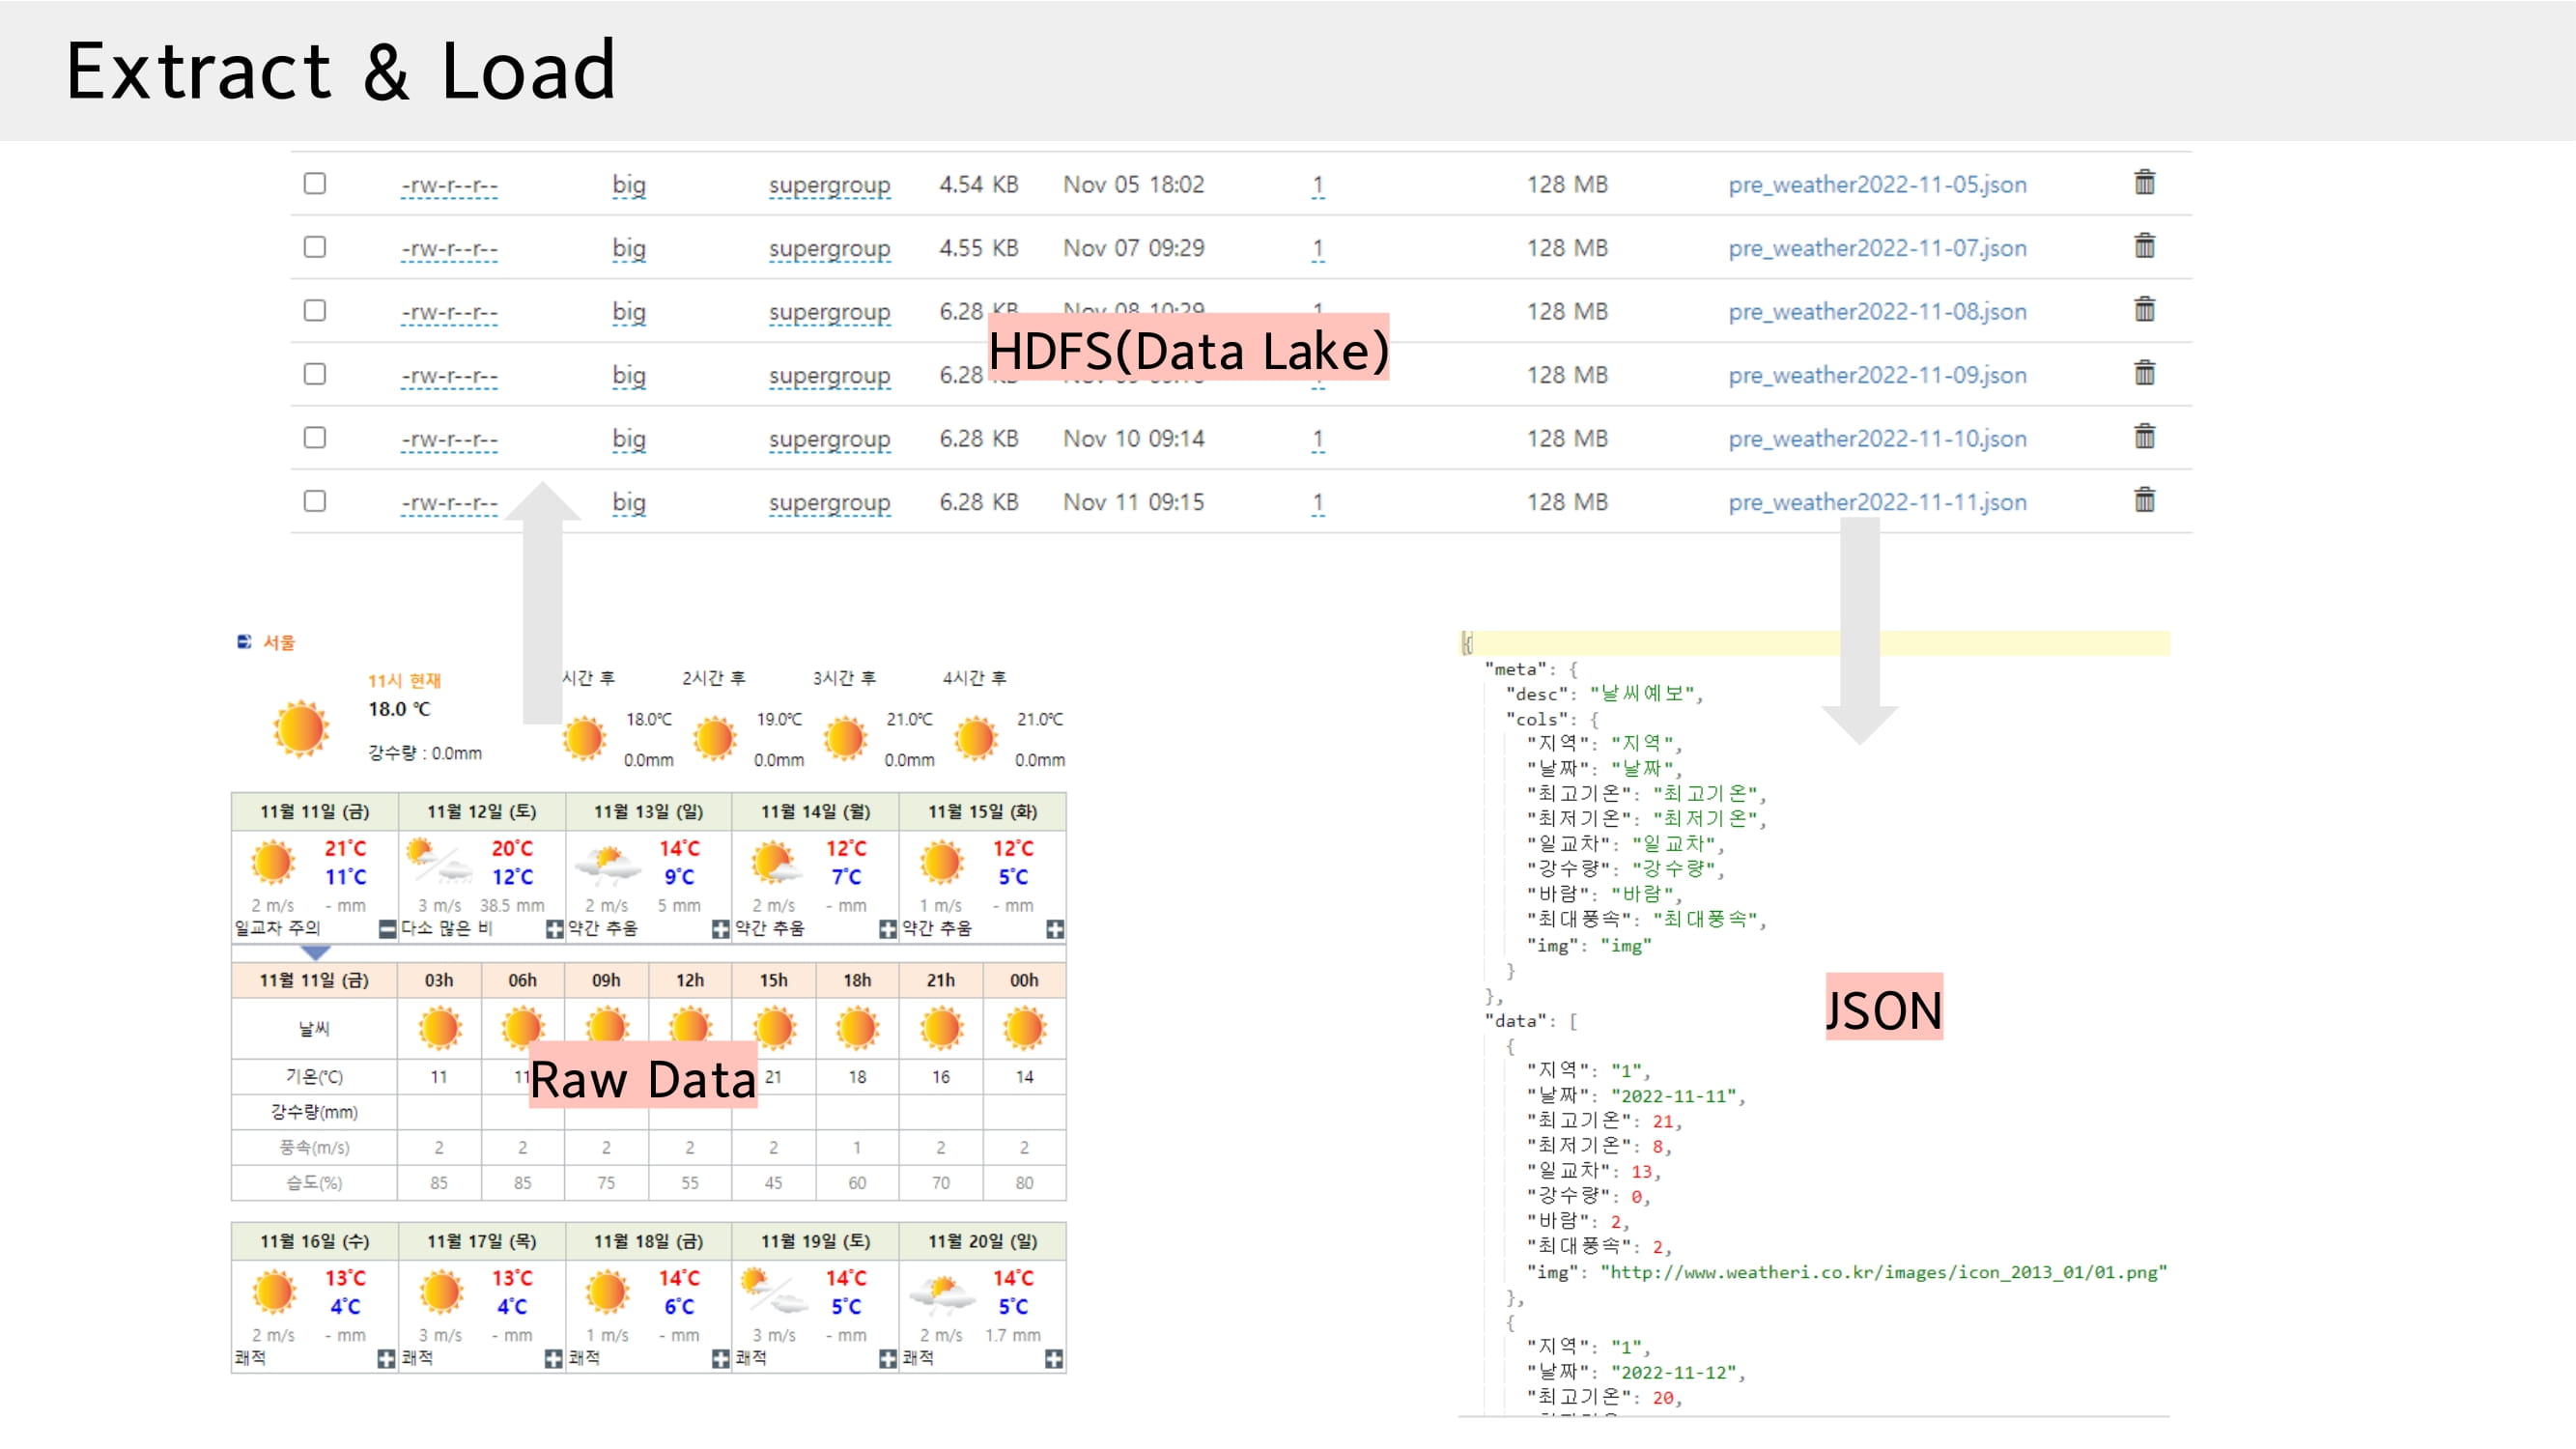 Extract & Load
-rw-r--r-- big supergroup 4.54 KB Nov 05 18:02 1 128 MB pre_weather2022-11-05.json
-rw-r--r-- big supergroup 4.55 KB Nov 07 09:29 1 128 MB pre_weather2022-11-07.json
-rw-r--r-- big supergroup 6.28 KB Nov 08 10:29 1 128 MB pre_weather2022-11-08.json
HDFS(Data Lake)
-rw-r--r-- big supergroup 6.28 128 MB pre_weather2022-11-09.json
-rw-r--r-- big supergroup 6.28 KB Nov 10 09:14 1 128 MB pre_weather2022-11-10.json
-rw-r--r-- big supergroup 6.28 KB Nov 11 09:15 1 128 MB pre_weather2022-11-11.json
서울
11시 현재 시간 후 2시간 후 3시간 후 4시간 후
18.0 ℃ 18.0℃ 19.0℃ 21.0℃ 21.0℃
강수량 : 0.0mm 0.0mm 0.0mm 0.0mm 0.0mm
11월 11일 (금) 11월 12일 (토) 11월 13일 (일) 11월 14일 (월) 11월 15일 (화)
21˚C 20˚C 14˚C 12˚C 12˚C
11˚C 12˚C 9˚C 7˚C 5˚C
2 m/s - mm 3 m/s 38.5 mm 2 m/s 5 mm 2 m/s - mm 1 m/s - mm
일교차 주의 다소 많은 비 약간 추움 약간 추움 약간 추움
11월 11일 (금) 03h 06h 09h 12h 15h 18h 21h 00h
날씨
기온(℃) 11 11 21 18 16 14
Raw Data
강수량(mm)
풍속(m/s) 2 2 2 2 2 1 2 2
습도(%) 85 85 75 55 45 60 70 80
11월 16일 (수) 11월 17일 (목) 11월 18일 (금) 11월 19일 (토) 11월 20일 (일)
13˚C 13˚C 14˚C 14˚C 14˚C
4˚C 4˚C 6˚C 5˚C 5˚C
2 m/s - mm 3 m/s - mm 1 m/s - mm 3 m/s - mm 2 m/s 1.7 mm
쾌적 쾌적 쾌적 쾌적 쾌적
{
"meta": {
"desc": "날씨예보",
"cols": {
"지역": "지역",
"날짜": "날짜",
"최고기온": "최고기온",
"최저기온": "최저기온",
"일교차": "일교차",
"강수량": "강수량",
"바람": "바람",
"최대풍속": "최대풍속",
"img": "img"
}
},
JSON
"data": [
{
"지역": "1",
"날짜": "2022-11-11",
"최고기온": 21,
"최저기온": 8,
"일교차": 13,
"강수량": 0,
"바람": 2,
"최대풍속": 2,
"img": "http://www.weatheri.co.kr/images/icon_2013_01/01.png"
},
{
"지역": "1",
"날짜": "2022-11-12",
"최고기온": 20,